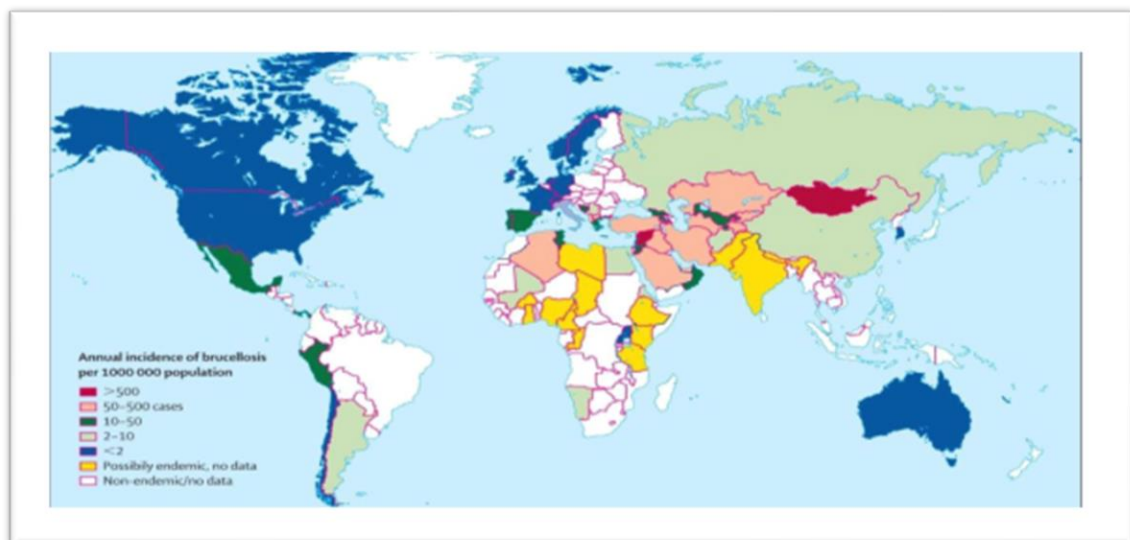 Annual incidence of brucellosis
per 1000 000 population
>500
50–500 cases
10–50
2–10
<2
Possibily endemic, no data
Non-endemic/no data